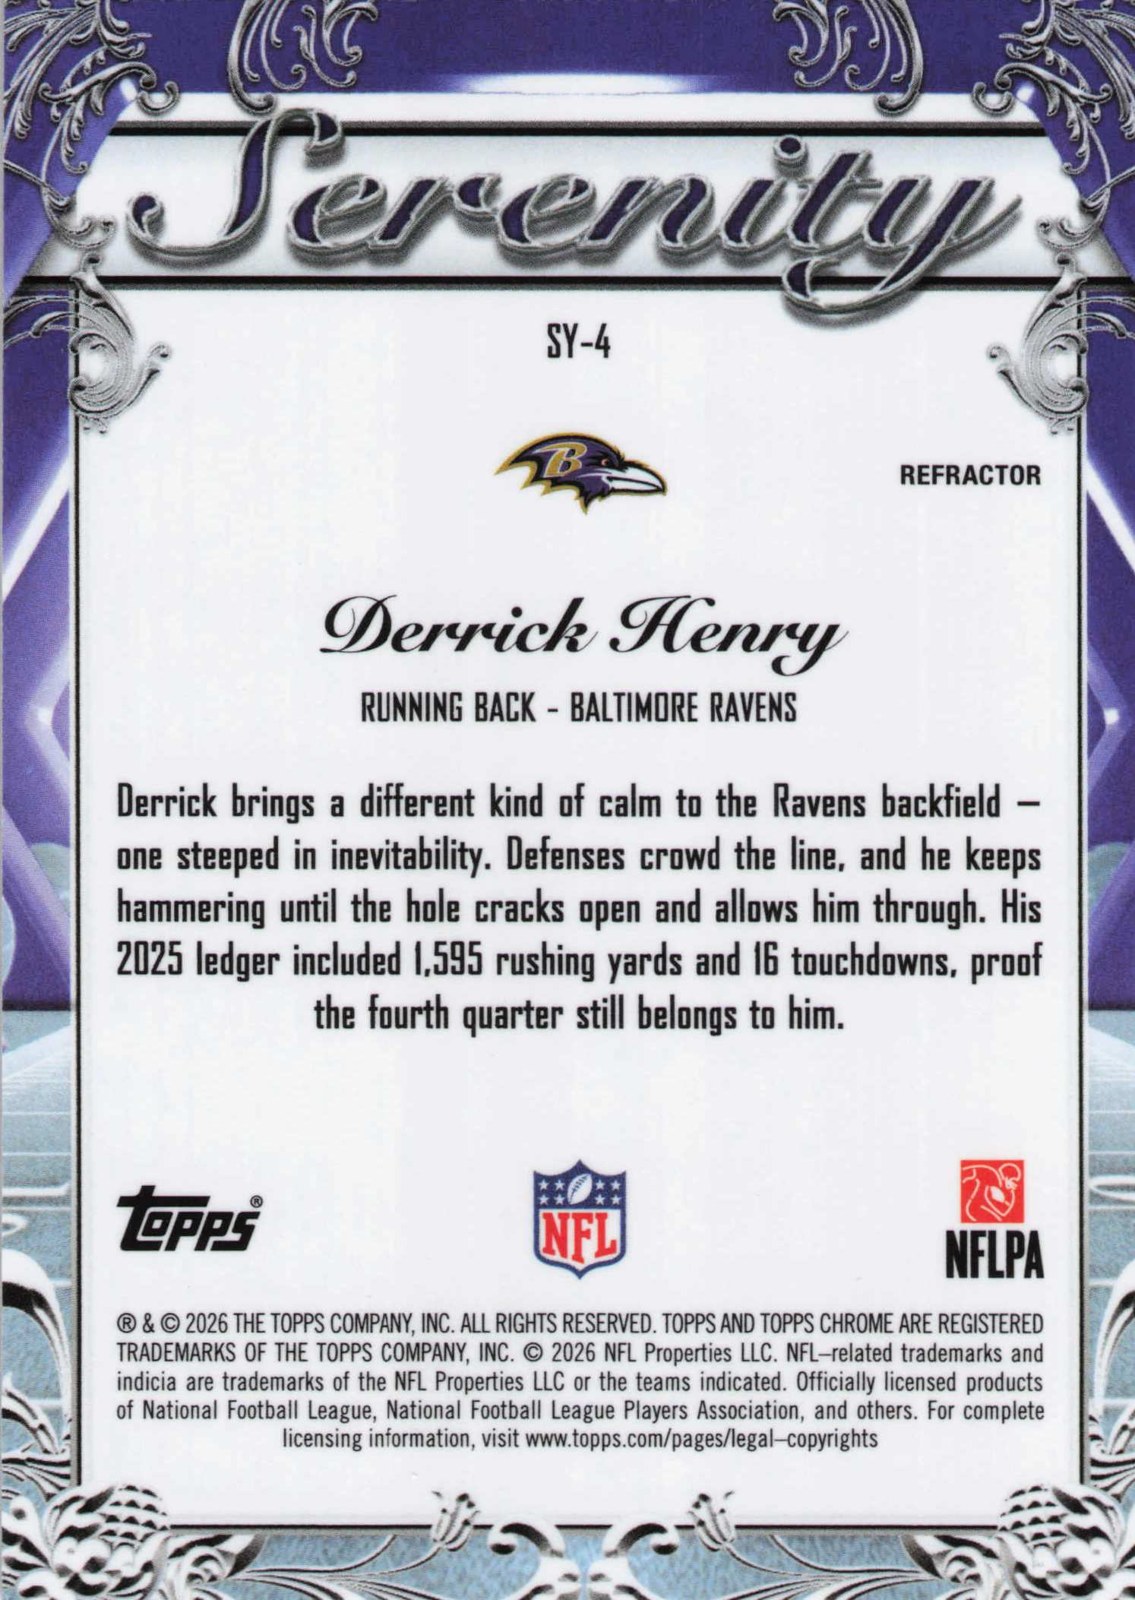 Serenity
SY-4
B
REFRACTOR
Derrick Henry
RUNNING BACK - BALTIMORE RAVENS
Derrick brings a different kind of calm to the Ravens backfield —
one steeped in inevitability. Defenses crowd the line, and he keeps
hammering until the hole cracks open and allows him through. His
2025 ledger included 1,595 rushing yards and 16 touchdowns, proof
the fourth quarter still belongs to him.
Topps®
NFL
NFLPA
® & © 2026 THE TOPPS COMPANY, INC. ALL RIGHTS RESERVED. TOPPS AND TOPPS CHROME ARE REGISTERED
TRADEMARKS OF THE TOPPS COMPANY, INC. © 2026 NFL Properties LLC. NFL–related trademarks and
indicia are trademarks of the NFL Properties LLC or the teams indicated. Officially licensed products
of National Football League, National Football League Players Association, and others. For complete
licensing information, visit www.topps.com/pages/legal–copyrights